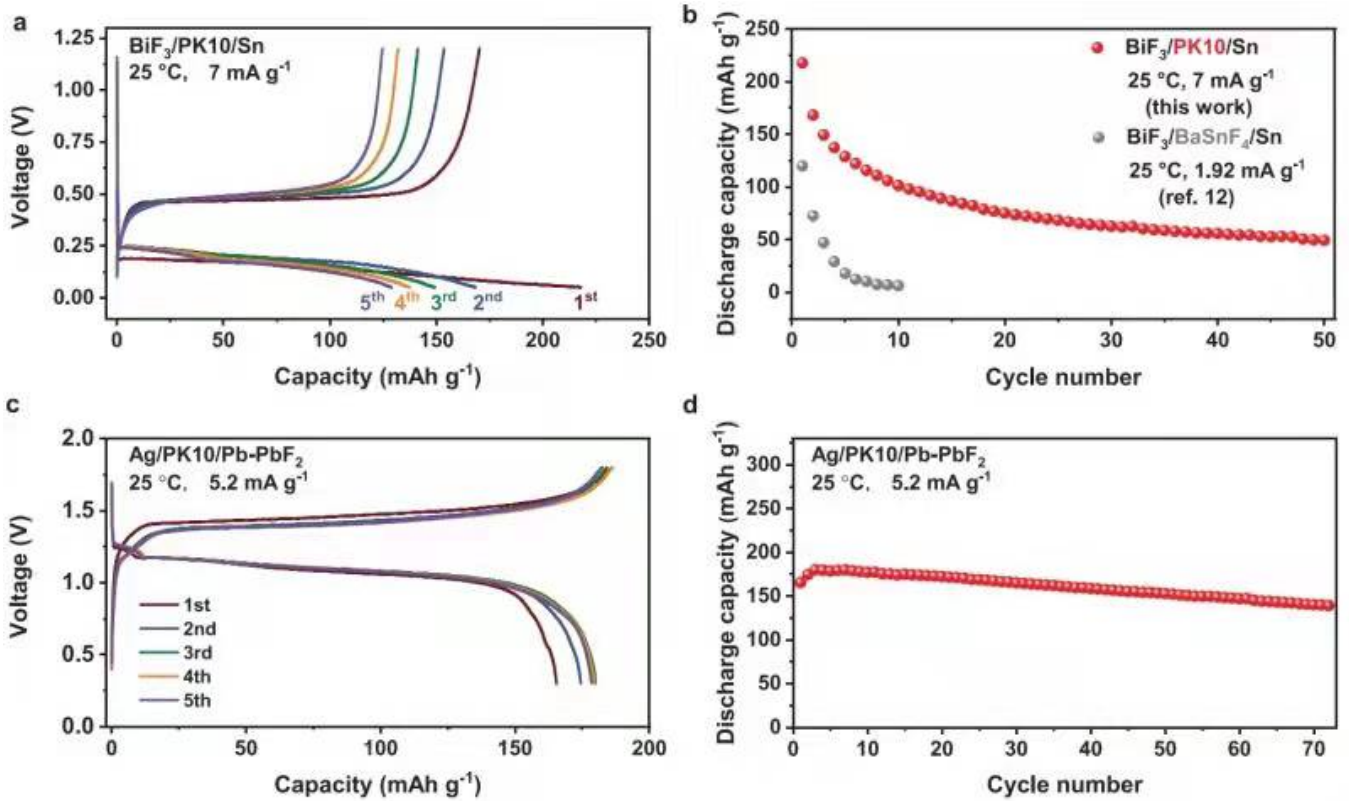 a
BiF₃/PK10/Sn
25 °C, 7 mA g⁻¹
1.25
1.00
0.75
0.50
0.25
0.00
Voltage (V)
5th 4th 3rd 2nd 1st
0 50 100 150 200 250
Capacity (mAh g⁻¹)
b
250
200
150
100
50
0
Discharge capacity (mAh g⁻¹)
BiF₃/PK10/Sn
25 °C, 7 mA g⁻¹
(this work)
BiF₃/BaSnF₄/Sn
25 °C, 1.92 mA g⁻¹
(ref. 12)
0 10 20 30 40 50
Cycle number
c
Ag/PK10/Pb-PbF₂
25 °C, 5.2 mA g⁻¹
2.0
1.5
1.0
0.5
0.0
Voltage (V)
1st
2nd
3rd
4th
5th
0 50 100 150 200
Capacity (mAh g⁻¹)
d
Ag/PK10/Pb-PbF₂
25 °C, 5.2 mA g⁻¹
300
250
200
150
100
50
0
Discharge capacity (mAh g⁻¹)
0 10 20 30 40 50 60 70
Cycle number